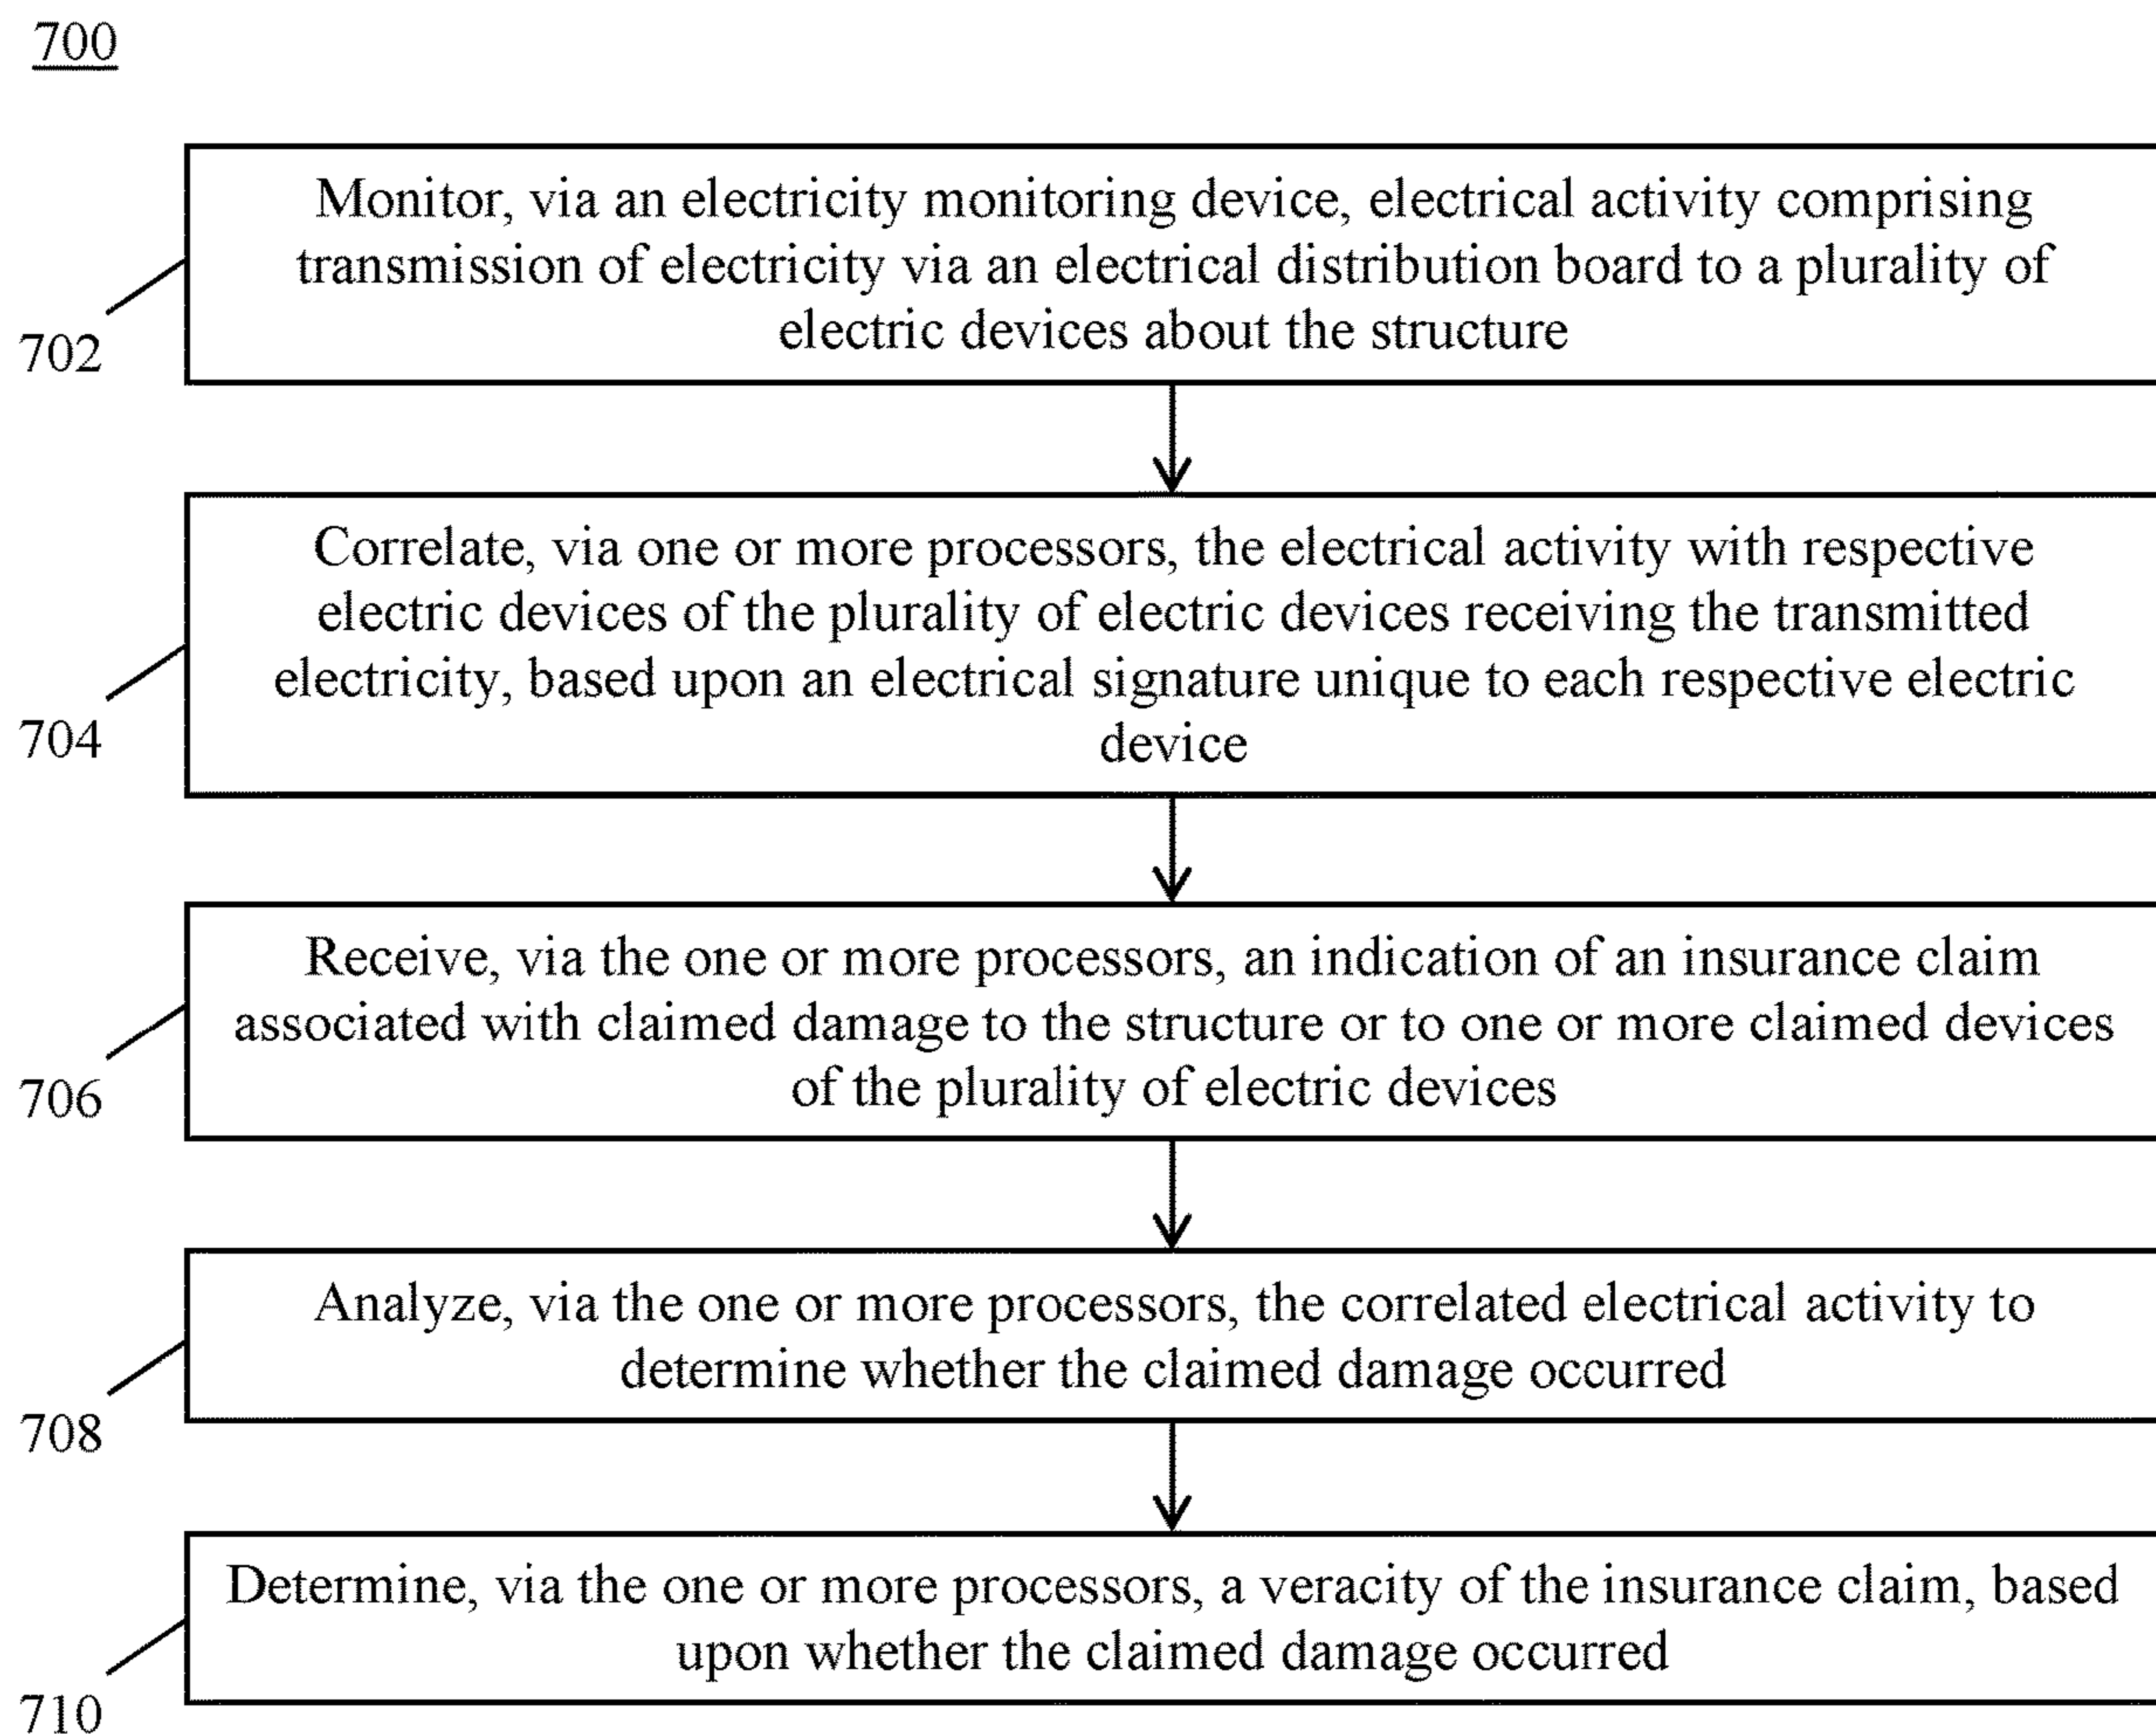 700
Monitor, via an electricity monitoring device, electrical activity comprising
transmission of electricity via an electrical distribution board to a plurality of
electric devices about the structure
702
Correlate, via one or more processors, the electrical activity with respective
electric devices of the plurality of electric devices receiving the transmitted
electricity, based upon an electrical signature unique to each respective electric
device
704
Receive, via the one or more processors, an indication of an insurance claim
associated with claimed damage to the structure or to one or more claimed devices
of the plurality of electric devices
706
Analyze, via the one or more processors, the correlated electrical activity to
determine whether the claimed damage occurred
708
Determine, via the one or more processors, a veracity of the insurance claim, based
upon whether the claimed damage occurred
710